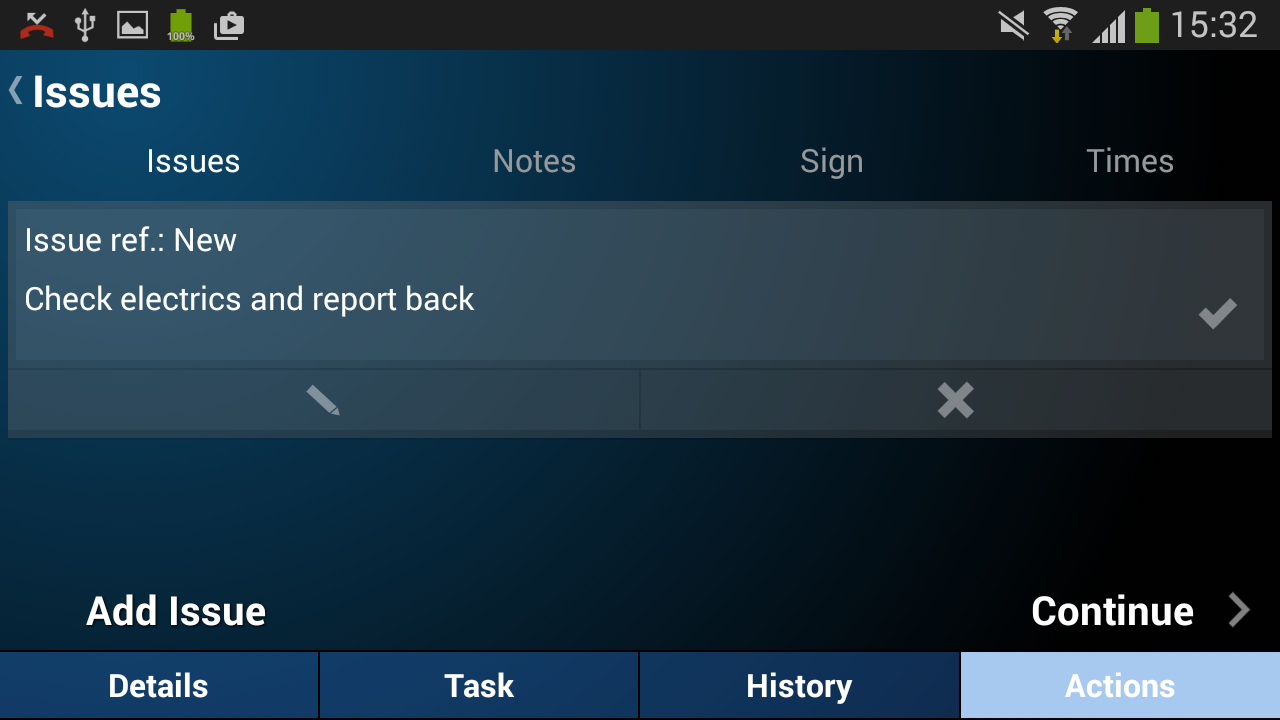 100%
15:32
Issues
Issues Notes Sign Times
Issue ref.: New
Check electrics and report back
Add Issue Continue
Details Task History Actions